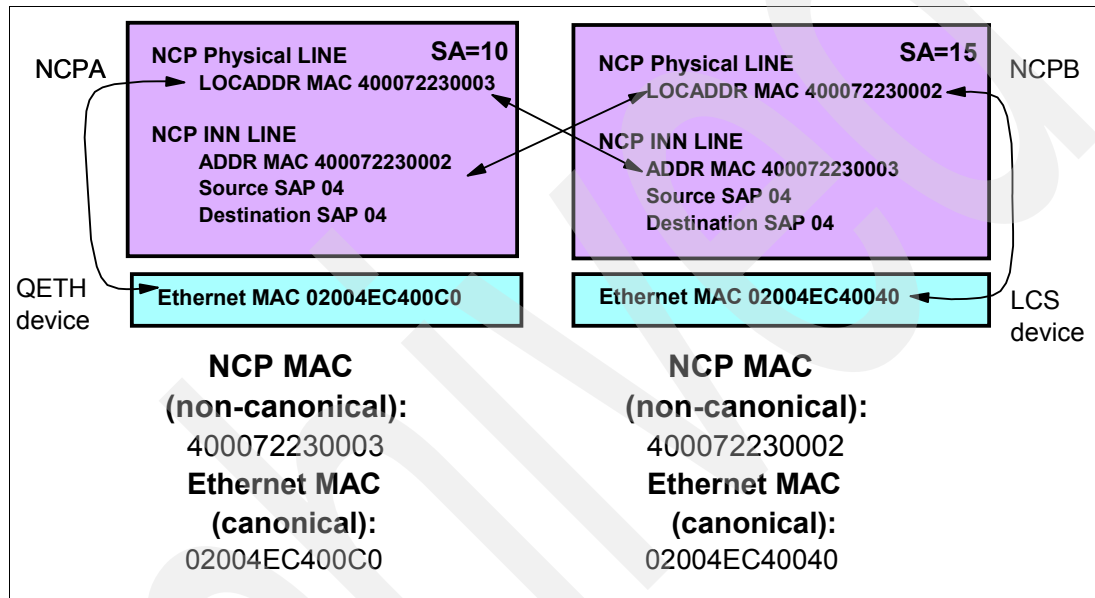 NCPA
NCP Physical LINE
SA=10
LOCADDR MAC 400072230003
NCP INN LINE
ADDR MAC 400072230002
Source SAP 04
Destination SAP 04
QETH
device
Ethernet MAC 02004EC400C0
NCP Physical LINE
SA=15
NCPB
LOCADDR MAC 400072230002
NCP INN LINE
ADDR MAC 400072230003
Source SAP 04
Destination SAP 04
Ethernet MAC 02004EC40040
LCS
device
NCP MAC
(non-canonical):
400072230003
Ethernet MAC
(canonical):
02004EC400C0
NCP MAC
(non-canonical):
400072230002
Ethernet MAC
(canonical):
02004EC40040